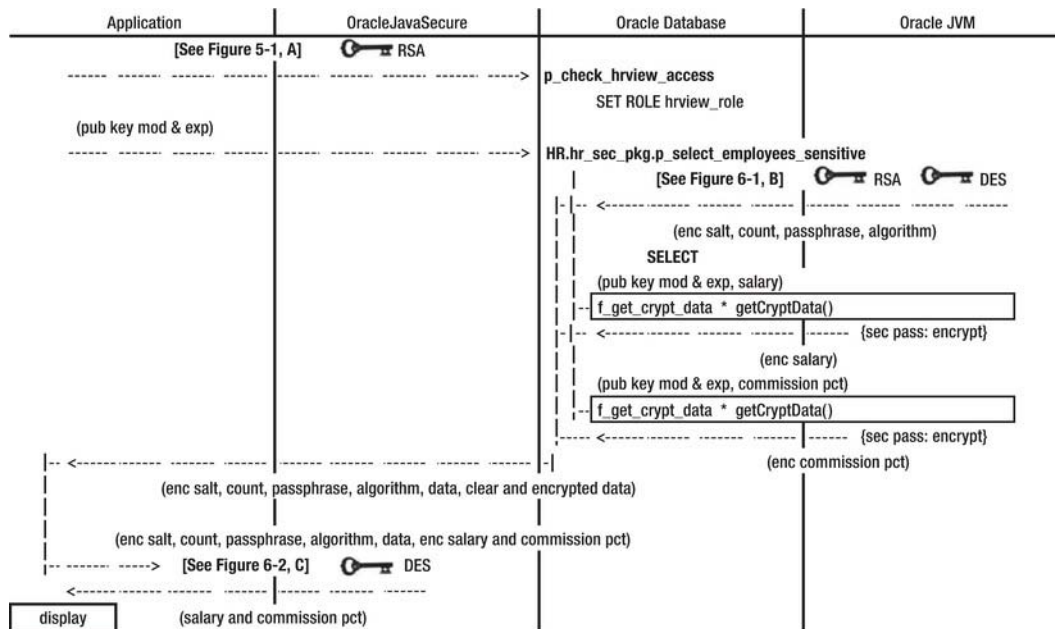 Application OracleJavaSecure Oracle Database Oracle JVM
[See Figure 5-1, A] RSA
p_check_hrview_access
SET ROLE hrview_role
(pub key mod & exp)
HR.hr_sec_pkg.p_select_employees_sensitive
[See Figure 6-1, B] RSA DES
(enc salt, count, passphrase, algorithm)
SELECT
(pub key mod & exp, salary)
f_get_crypt_data * getCryptData()
{sec pass: encrypt}
(enc salary)
(pub key mod & exp, commission pct)
f_get_crypt_data * getCryptData()
{sec pass: encrypt}
(enc commission pct)
(enc salt, count, passphrase, algorithm, data, clear and encrypted data)
(enc salt, count, passphrase, algorithm, data, enc salary and commission pct)
[See Figure 6-2, C] DES
display (salary and commission pct)